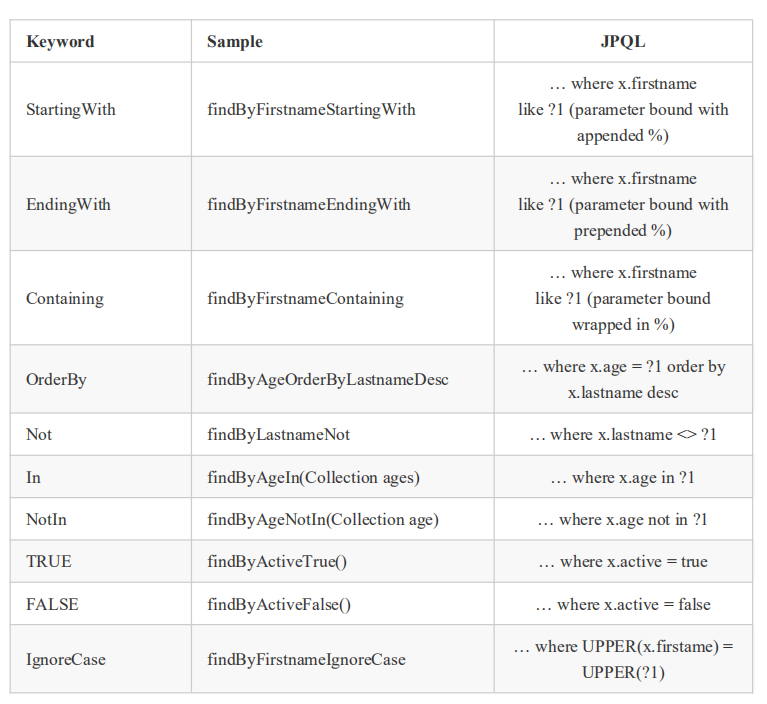 Keyword Sample JPQL
… where x.firstname
StartingWith findByFirstnameStartingWith like ?1 (parameter bound with
appended %)
… where x.firstname
EndingWith findByFirstnameEndingWith like ?1 (parameter bound with
prepended %)
… where x.firstname
Containing findByFirstnameContaining like ?1 (parameter bound
wrapped in %)
OrderBy findByAgeOrderByLastnameDesc … where x.age = ?1 order by
x.lastname desc
Not findByLastnameNot … where x.lastname <> ?1
In findByAgeIn(Collection ages) … where x.age in ?1
NotIn findByAgeNotIn(Collection age) … where x.age not in ?1
TRUE findByActiveTrue() … where x.active = true
FALSE findByActiveFalse() … where x.active = false
IgnoreCase findByFirstnameIgnoreCase … where UPPER(x.firstame) =
UPPER(?1)